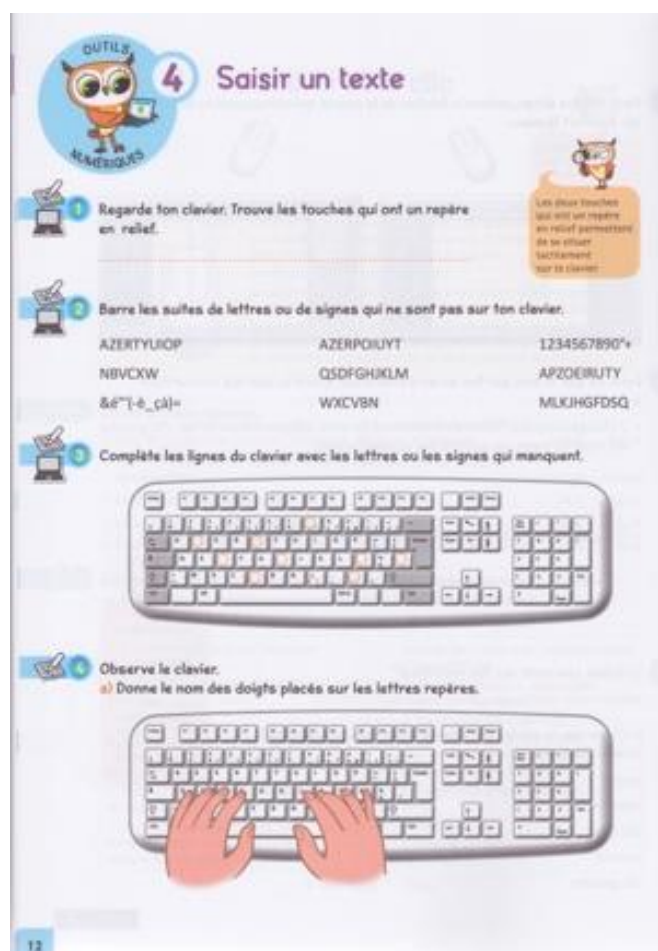 OUTILS
NUMÉRIQUES
4 Saisir un texte
1 Regarde ton clavier. Trouve les touches qui ont un repère
en relief.
Les deux touches
qui ont un repère
en relief permettent
de se situer
tactilement
sur le clavier.
2 Barre les suites de lettres ou de signes qui ne sont pas sur ton clavier.
AZERTYUIOP AZERPOIUYT 1234567890°+
NBVCXW QSDFGHJKLM APZOEIRUTY
&é"'(-è_çà)= WXCVBN MLKJHGFDSQ
3 Complète les lignes du clavier avec les lettres ou les signes qui manquent.
4 Observe le clavier.
a) Donne le nom des doigts placés sur les lettres repères.
12